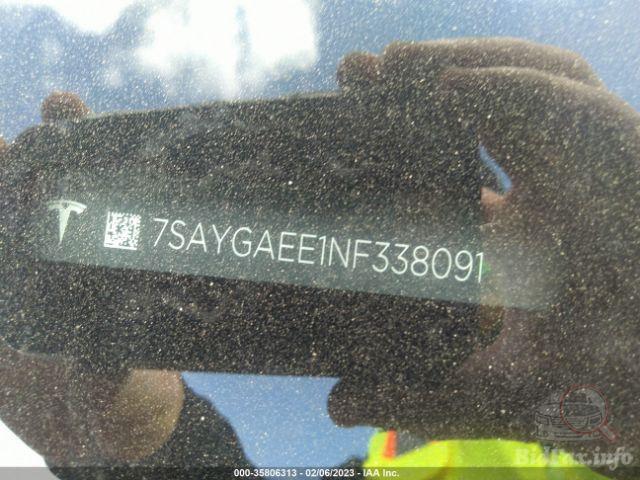 7SAYGAEE1NF338091
BidFax.info
000-35806313 - 02/06/2023 - IAA Inc.